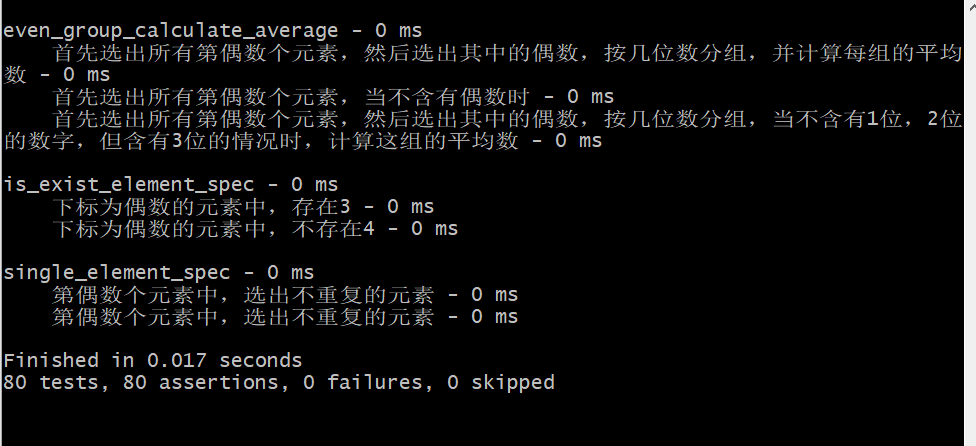 even_group_calculate_average - 0 ms
首先选出所有第偶数个元素，然后选出其中的偶数，按几位数分组，并计算每组的平均
数 - 0 ms
首先选出所有第偶数个元素，当不含有偶数时 - 0 ms
首先选出所有第偶数个元素，然后选出其中的偶数，按几位数分组，当不含有1位，2位
的数字，但含有3位的情况时，计算这组的平均数 - 0 ms
is_exist_element_spec - 0 ms
下标为偶数的元素中，存在3 - 0 ms
下标为偶数的元素中，不存在4 - 0 ms
single_element_spec - 0 ms
第偶数个元素中，选出不重复的元素 - 0 ms
第偶数个元素中，选出不重复的元素 - 0 ms
Finished in 0.017 seconds
80 tests, 80 assertions, 0 failures, 0 skipped